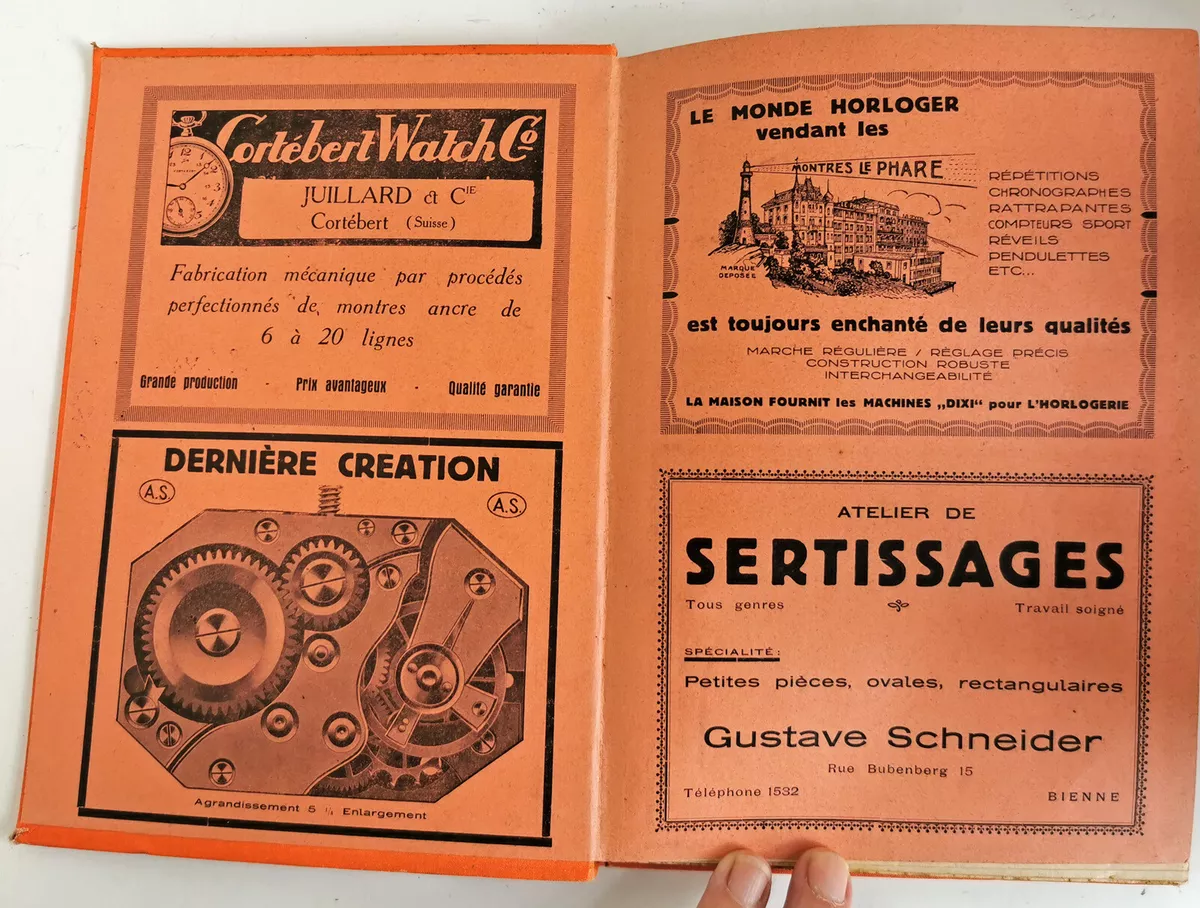 Cortébert Watch Co
JUILLARD et CIE
Cortébert (Suisse)
Fabrication mécanique par procédés
perfectionnés de montres ancre de
6 à 20 lignes
Grande production - Prix avantageux - Qualité garantie
DERNIÈRE CREATION
A.S. A.S.
Agrandissement 5 1/1 Enlargement
LE MONDE HORLOGER
vendant les
MONTRES LE PHARE
RÉPÉTITIONS
CHRONOGRAPHES
RATTRAPANTES
COMPTEURS SPORT
RÉVEILS
PENDULETTES
ETC...
MARQUE
DÉPOSÉE
est toujours enchanté de leurs qualités
MARCHE RÉGULIÈRE / RÉGLAGE PRÉCIS
CONSTRUCTION ROBUSTE
INTERCHANGEABILITÉ
LA MAISON FOURNIT les MACHINES „DIXI“ pour L'HORLOGERIE
ATELIER DE
SERTISSAGES
Tous genres Travail soigné
SPÉCIALITÉ:
Petites pièces, ovales, rectangulaires
Gustave Schneider
Rue Bubenberg 15
Téléphone 1532 BIENNE